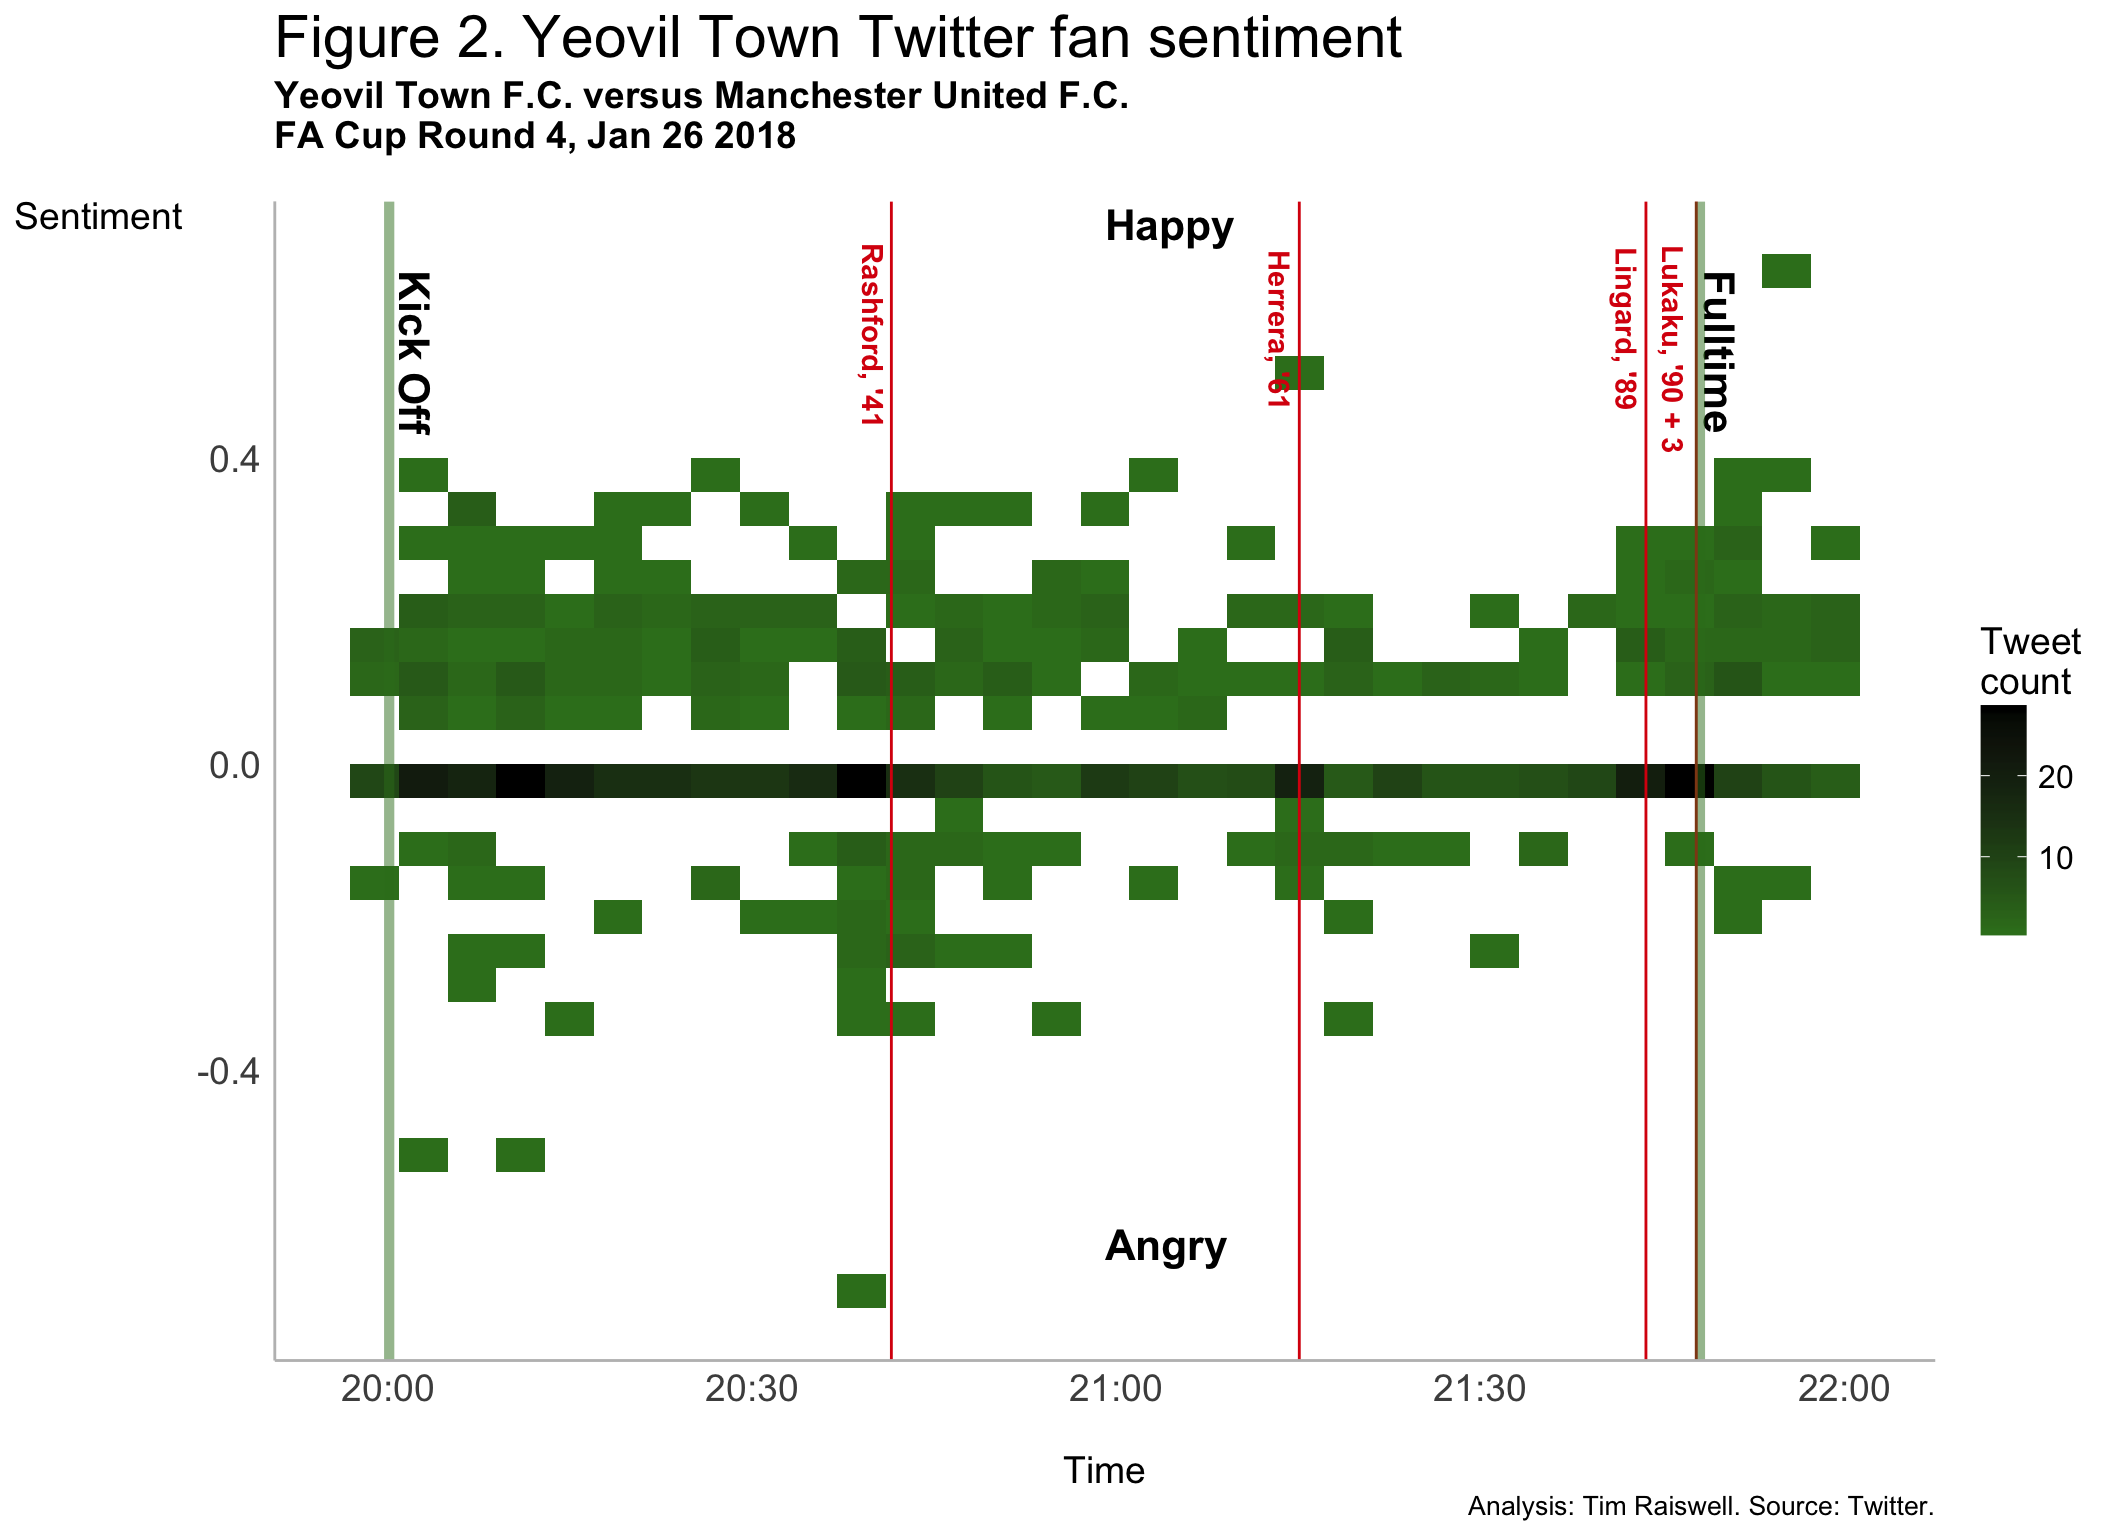 Figure 2. Yeovil Town Twitter fan sentiment
Yeovil Town F.C. versus Manchester United F.C.
FA Cup Round 4, Jan 26 2018
Sentiment
Happy
Kick Off
Rashford, '41
Herrera, '61
Lingard, '89
Lukaku, '90 + 3
Fulltime
0.4
0.0
-0.4
Angry
Tweet
count
20
10
20:00
20:30
21:00
21:30
22:00
Time
Analysis: Tim Raiswell. Source: Twitter.